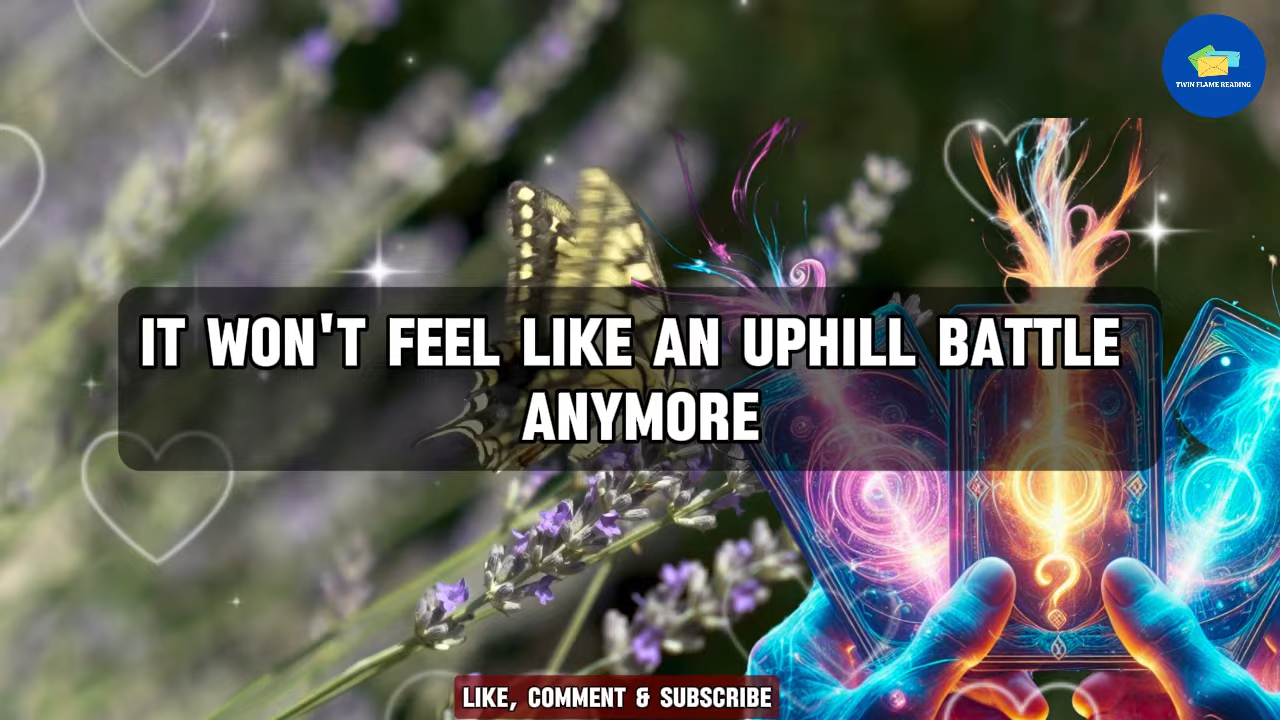 TWIN FLAME READING
IT WON'T FEEL LIKE AN UPHILL BATTLE
ANYMORE
?
LIKE, COMMENT & SUBSCRIBE